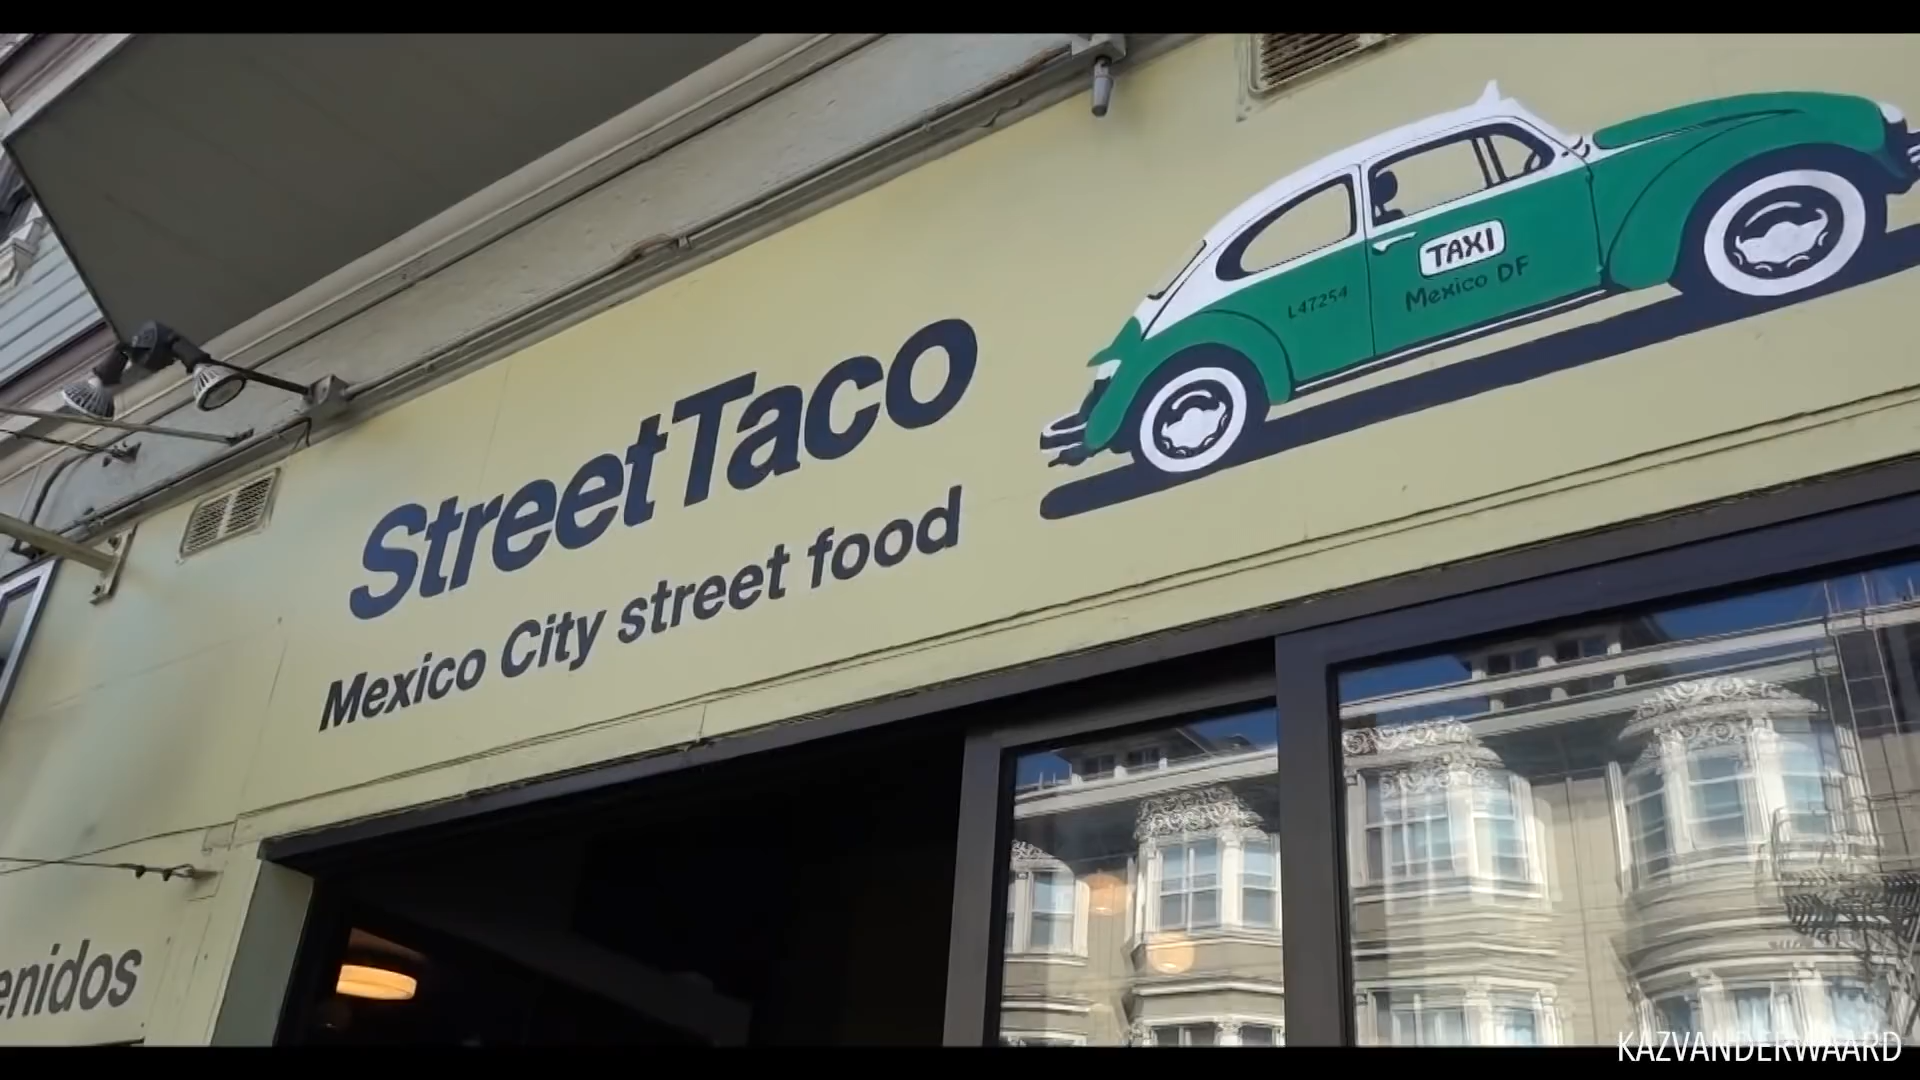 StreetTaco
Mexico City street food
TAXI
Mexico DF
L47254
enidos
KAZVANDERWAARD